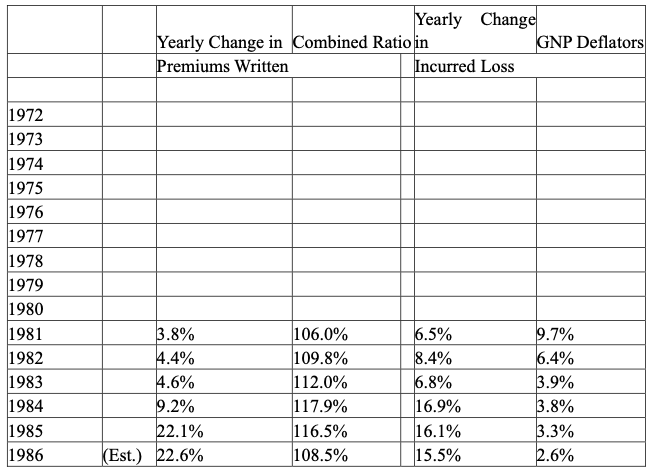 Yearly Change in Premiums Written Combined Ratio Yearly Change in Incurred Loss GNP Deflators
1972
1973
1974
1975
1976
1977
1978
1979
1980
1981 3.8% 106.0% 6.5% 9.7%
1982 4.4% 109.8% 8.4% 6.4%
1983 4.6% 112.0% 6.8% 3.9%
1984 9.2% 117.9% 16.9% 3.8%
1985 22.1% 116.5% 16.1% 3.3%
1986 (Est.) 22.6% 108.5% 15.5% 2.6%